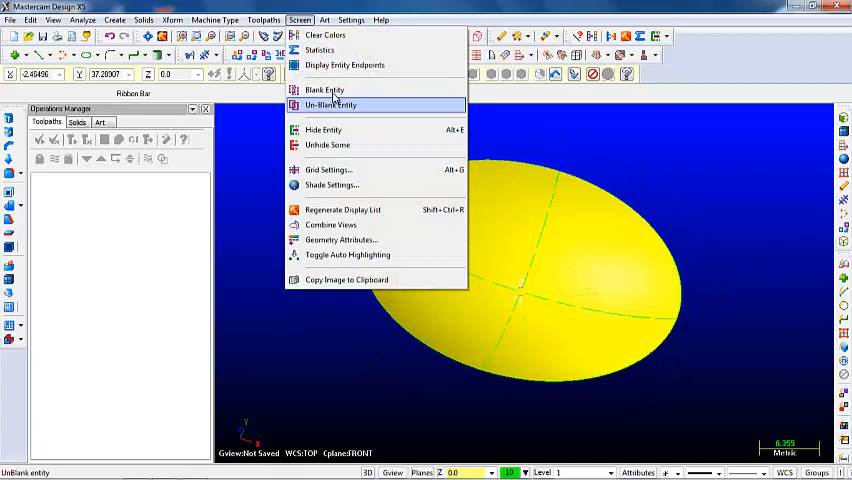 Mastercam Design X5
File Edit View Analyze Create Solids Xform Machine Type Toolpaths Screen Art Settings Help
Clear Colors
Statistics
Display Entity Endpoints
Blank Entity
Un-Blank Entity
Hide Entity Alt+E
Unhide Some
Grid Settings... Alt+G
Shade Settings...
Regenerate Display List Shift+Ctrl+R
Combine Views
Geometry Attributes...
Toggle Auto Highlighting
Copy Image to Clipboard
X -2.46496 Y 37.20907 Z 0.0
Ribbon Bar
Operations Manager
Toolpaths Solids Art
G1
Y
X
Z
Gview:Not Saved WCS:TOP Cplane:FRONT
6.355
Metric
UnBlank entity
3D Gview Planes Z 0.0 10 Level 1 Attributes WCS Groups